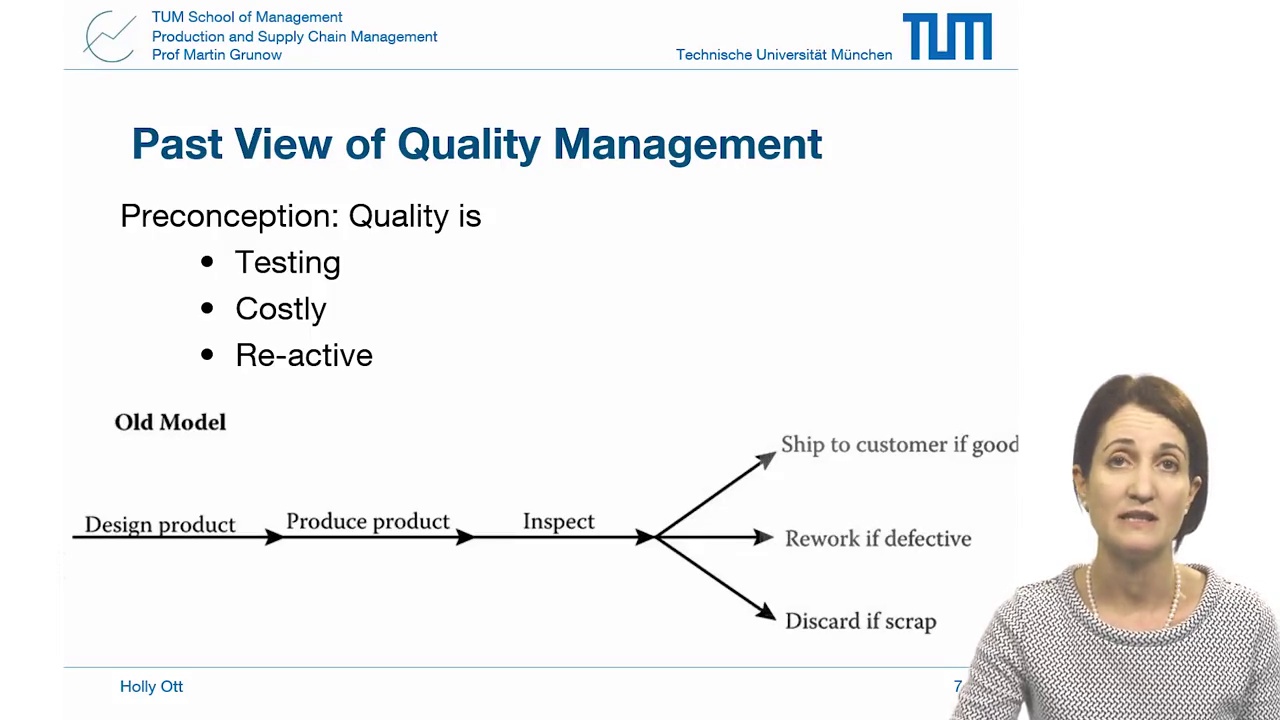 TUM School of Management
Production and Supply Chain Management
Prof Martin Grunow
Technische Universität München
TUM
Past View of Quality Management
Preconception: Quality is
• Testing
• Costly
• Re-active
Old Model
Design product
Produce product
Inspect
Ship to customer if good
Rework if defective
Discard if scrap
Holly Ott
7